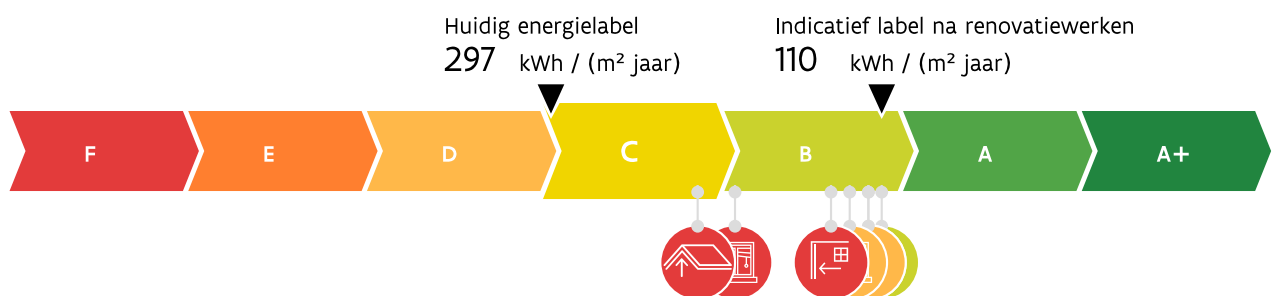 Huidig energielabel
297 kWh / (m² jaar)
Indicatief label na renovatiewerken
110 kWh / (m² jaar)
F E D C B A A+